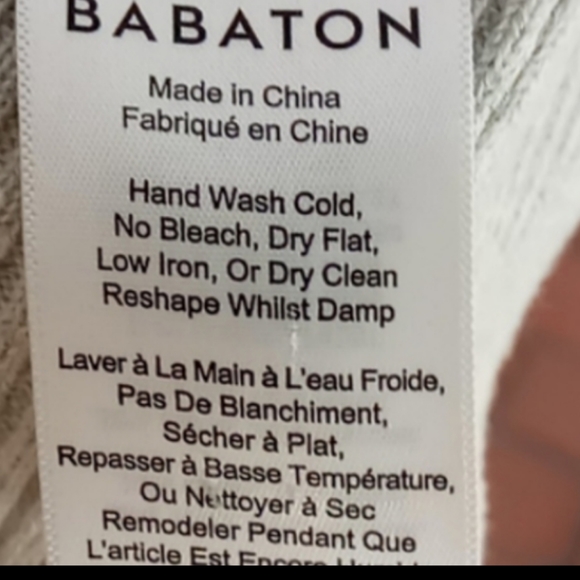 BABATON
Made in China
Fabriqué en Chine
Hand Wash Cold,
No Bleach, Dry Flat,
Low Iron, Or Dry Clean
Reshape Whilst Damp
Laver à La Main à L'eau Froide,
Pas De Blanchiment,
Sécher à Plat,
Repasser à Basse Température,
Ou Nettoyer à Sec
Remodeler Pendant Que
L'article Est Encore